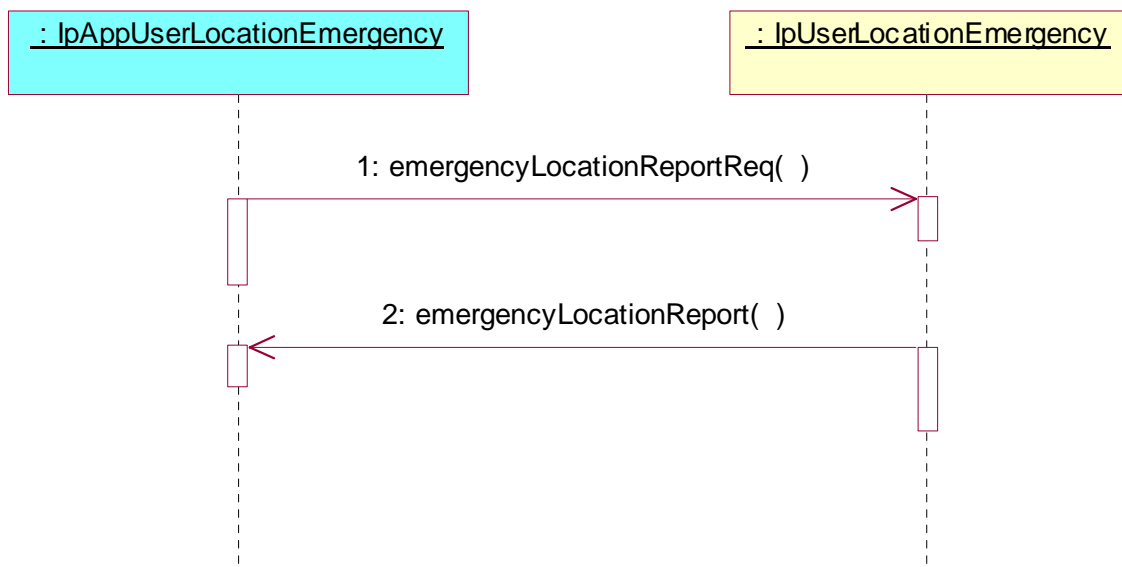 : IpAppUserLocationEmergency
: IpUserLocationEmergency
1: emergencyLocationReportReq( )
2: emergencyLocationReport( )